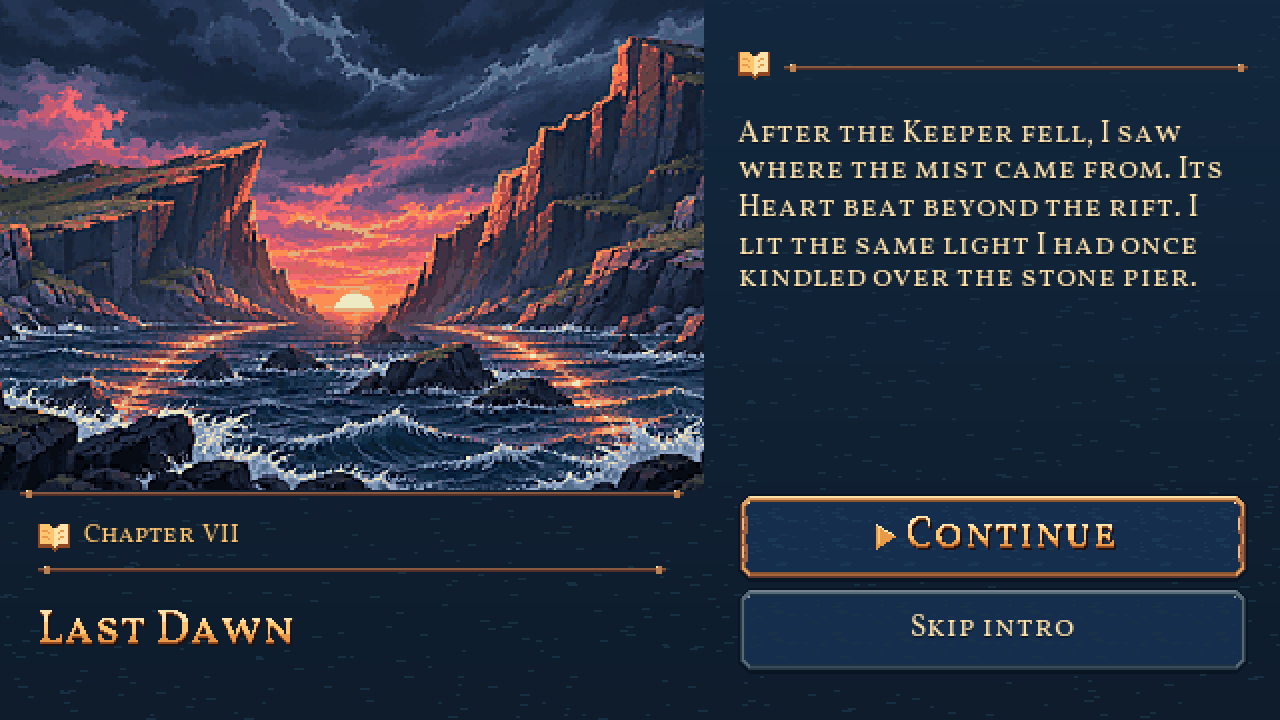 Chapter VII
Last Dawn
After the Keeper fell, I saw
where the mist came from. Its
Heart beat beyond the rift. I
lit the same light I had once
kindled over the stone pier.
Continue
Skip intro